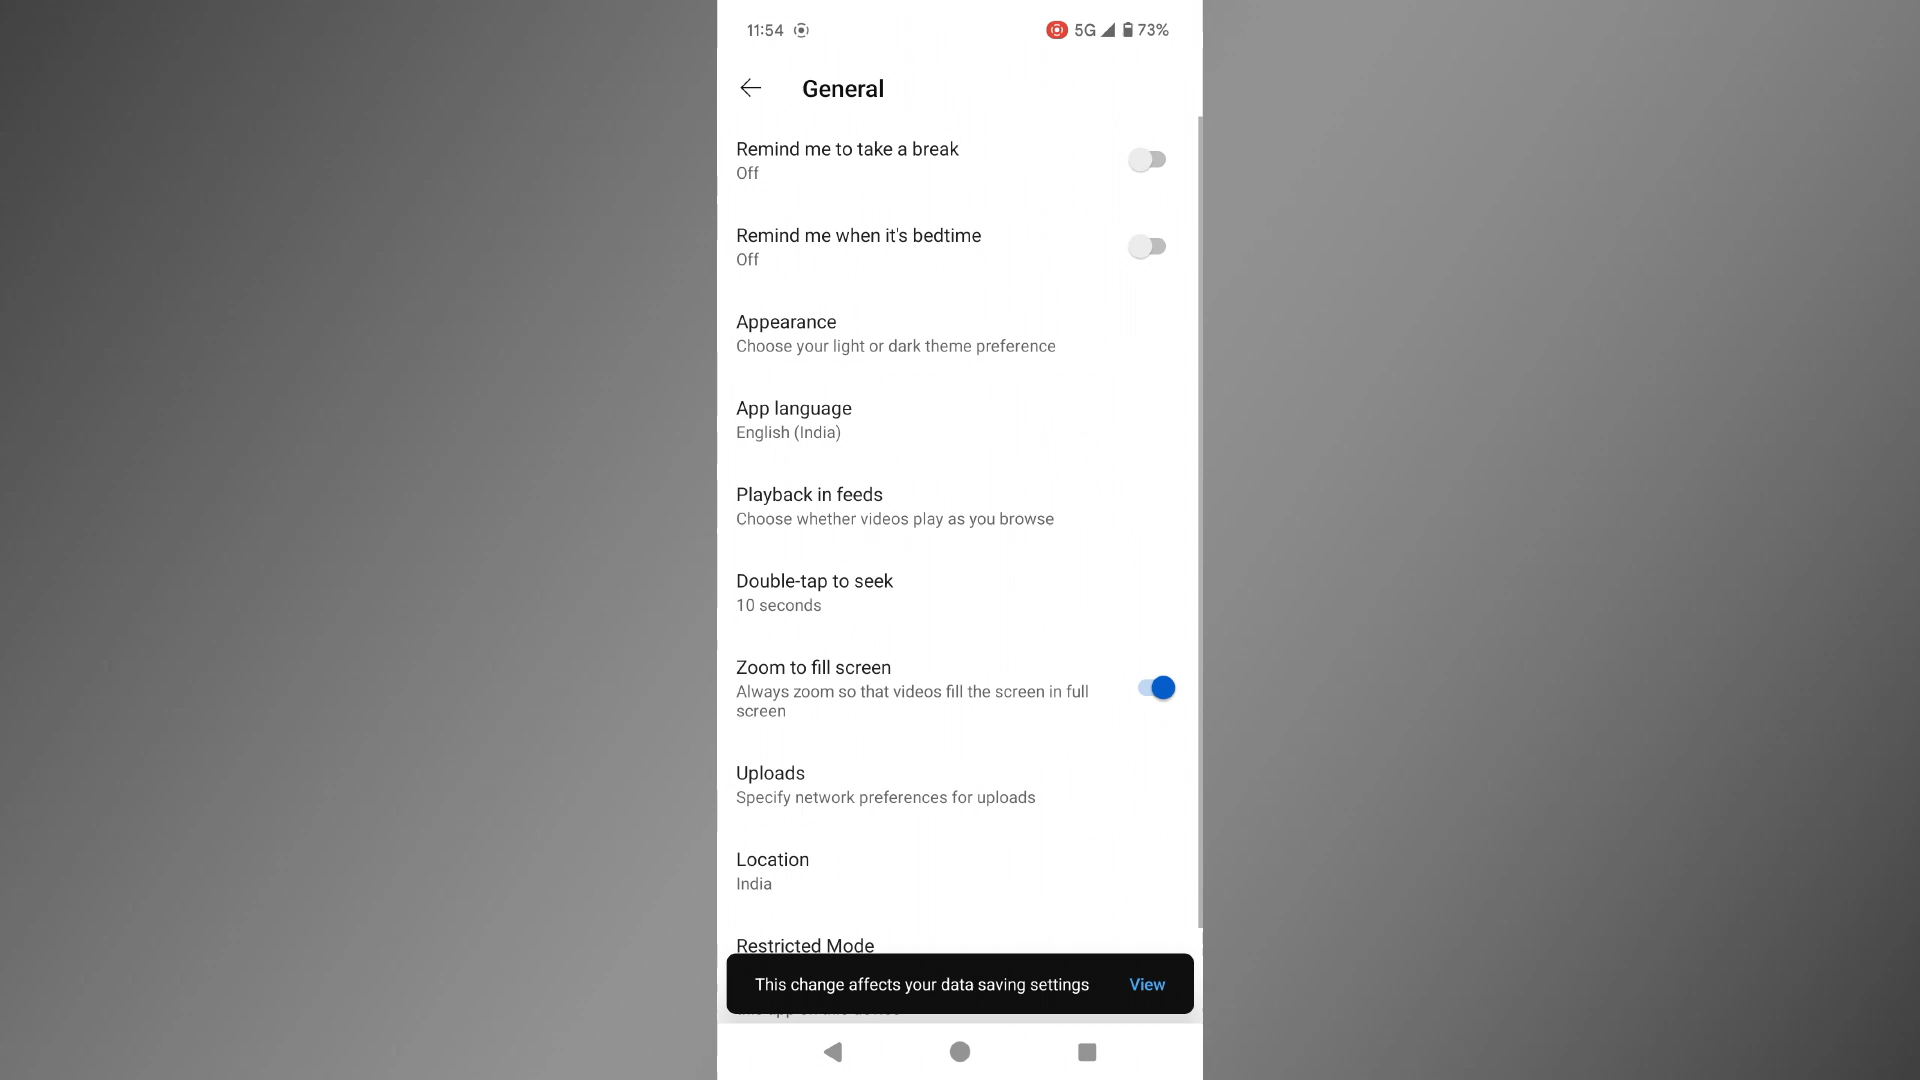 11:54
5G 73%
General
Remind me to take a break
Off
Remind me when it's bedtime
Off
Appearance
Choose your light or dark theme preference
App language
English (India)
Playback in feeds
Choose whether videos play as you browse
Double-tap to seek
10 seconds
Zoom to fill screen
Always zoom so that videos fill the screen in full
screen
Uploads
Specify network preferences for uploads
Location
India
Restricted Mode
This change affects your data saving settings View